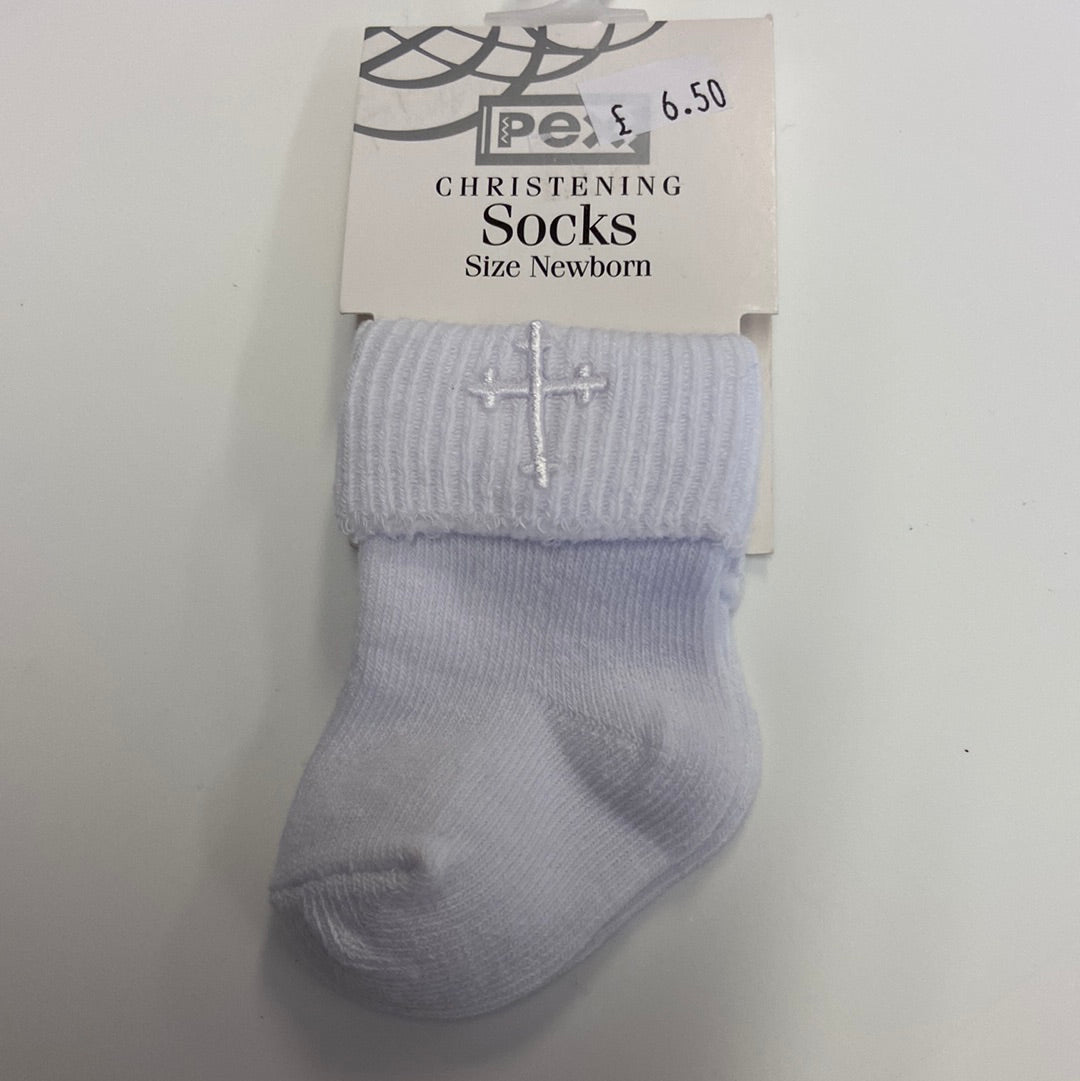 pex
£ 6.50
CHRISTENING
Socks
Size Newborn